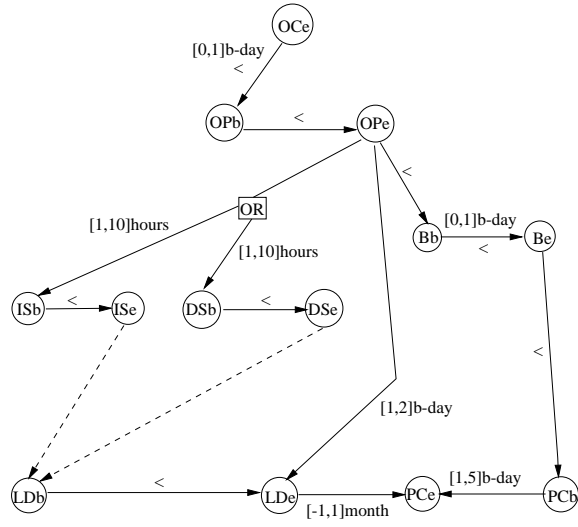 OCe
[0,1]b-day
<
OPb
<
OPe
<
OR
[1,10]hours
[1,10]hours
[0,1]b-day
Bb
<
Be
ISb
<
ISe
DSb
<
DSe
<
[1,2]b-day
LDb
<
LDe
[-1,1]month
PCe
[1,5]b-day
PCb